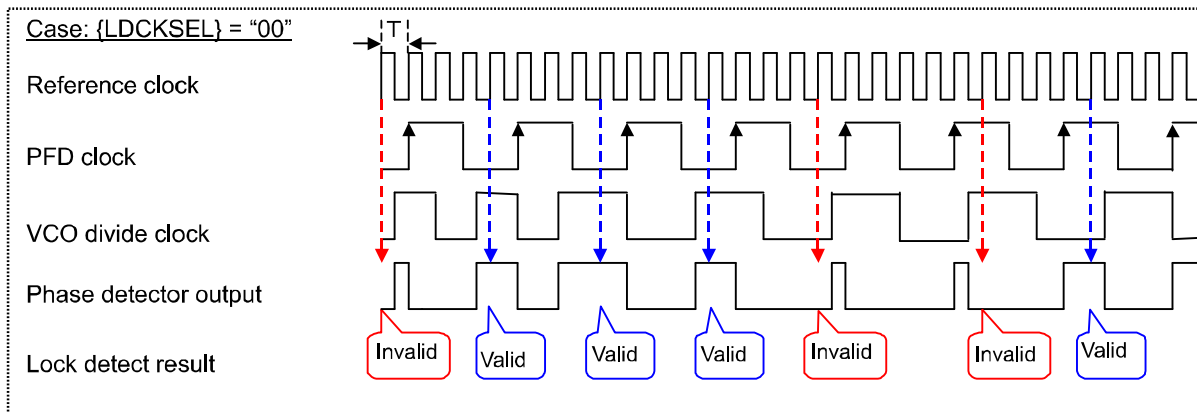 Case: {LDCKSEL} = “00”
T
Reference clock
PFD clock
VCO divide clock
Phase detector output
Lock detect result
Invalid
Valid
Valid
Valid
Invalid
Invalid
Valid